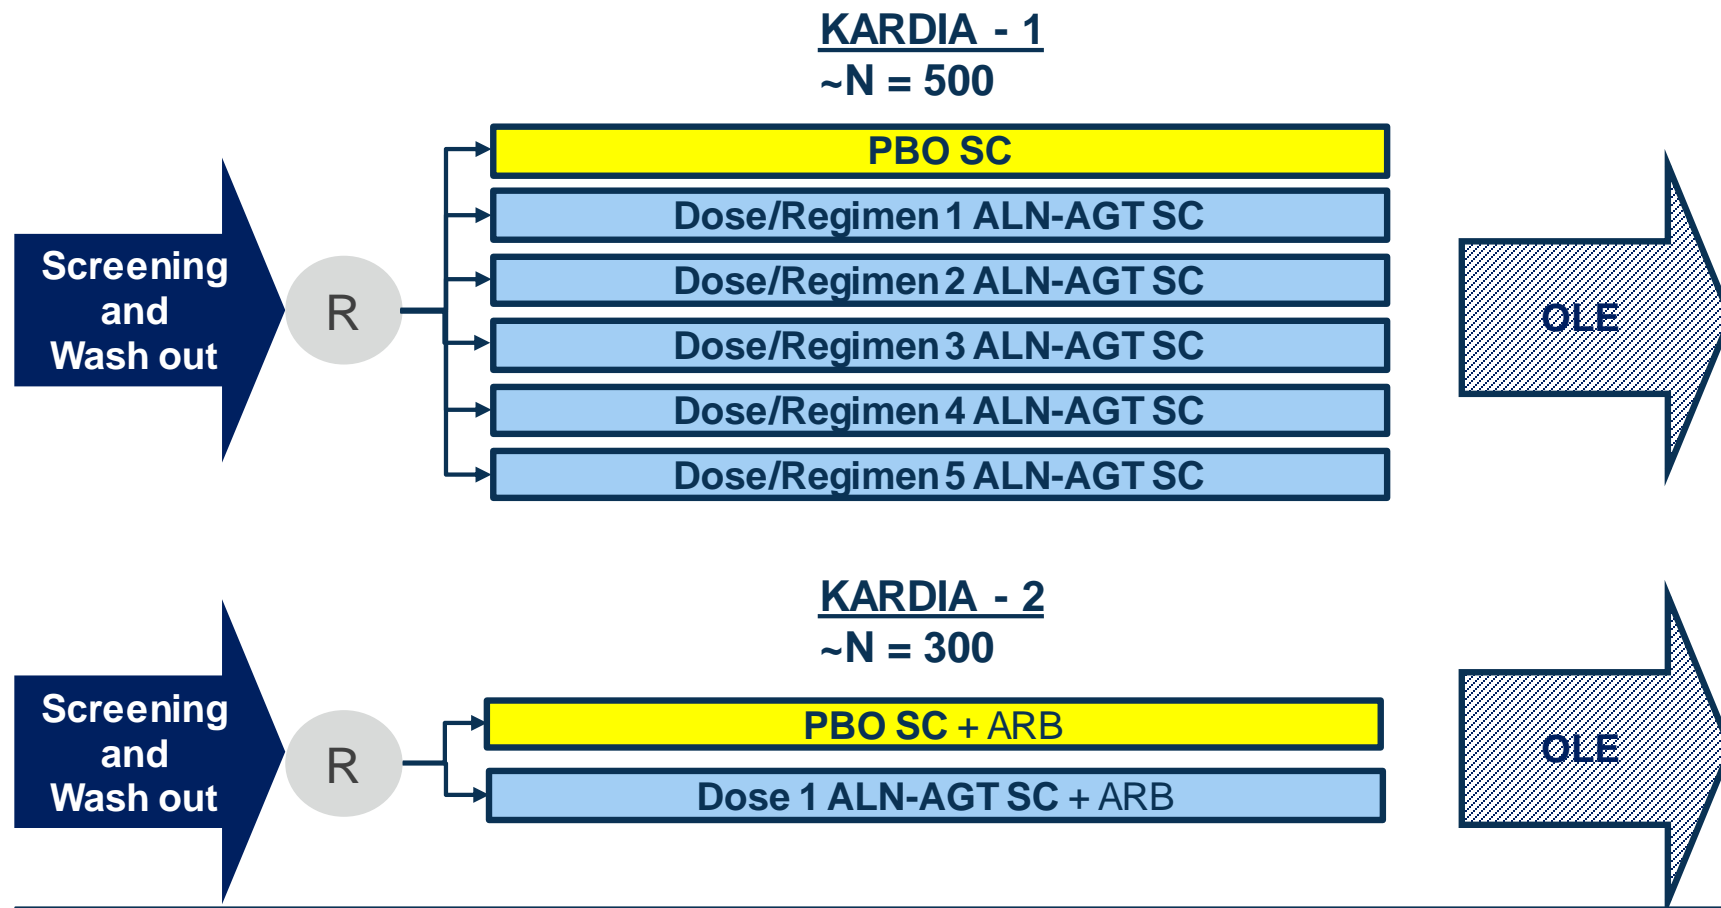 KARDIA - 1
~N = 500
PBO SC
Dose/Regimen 1 ALN-AGT SC
Screening
and
Wash out
R
Dose/Regimen 2 ALN-AGT SC
Dose/Regimen 3 ALN-AGT SC
Dose/Regimen 4 ALN-AGT SC
Dose/Regimen 5 ALN-AGT SC
OLE
KARDIA - 2
~N = 300
Screening
and
Wash out
R
PBO SC + ARB
Dose 1 ALN-AGT SC + ARB
OLE